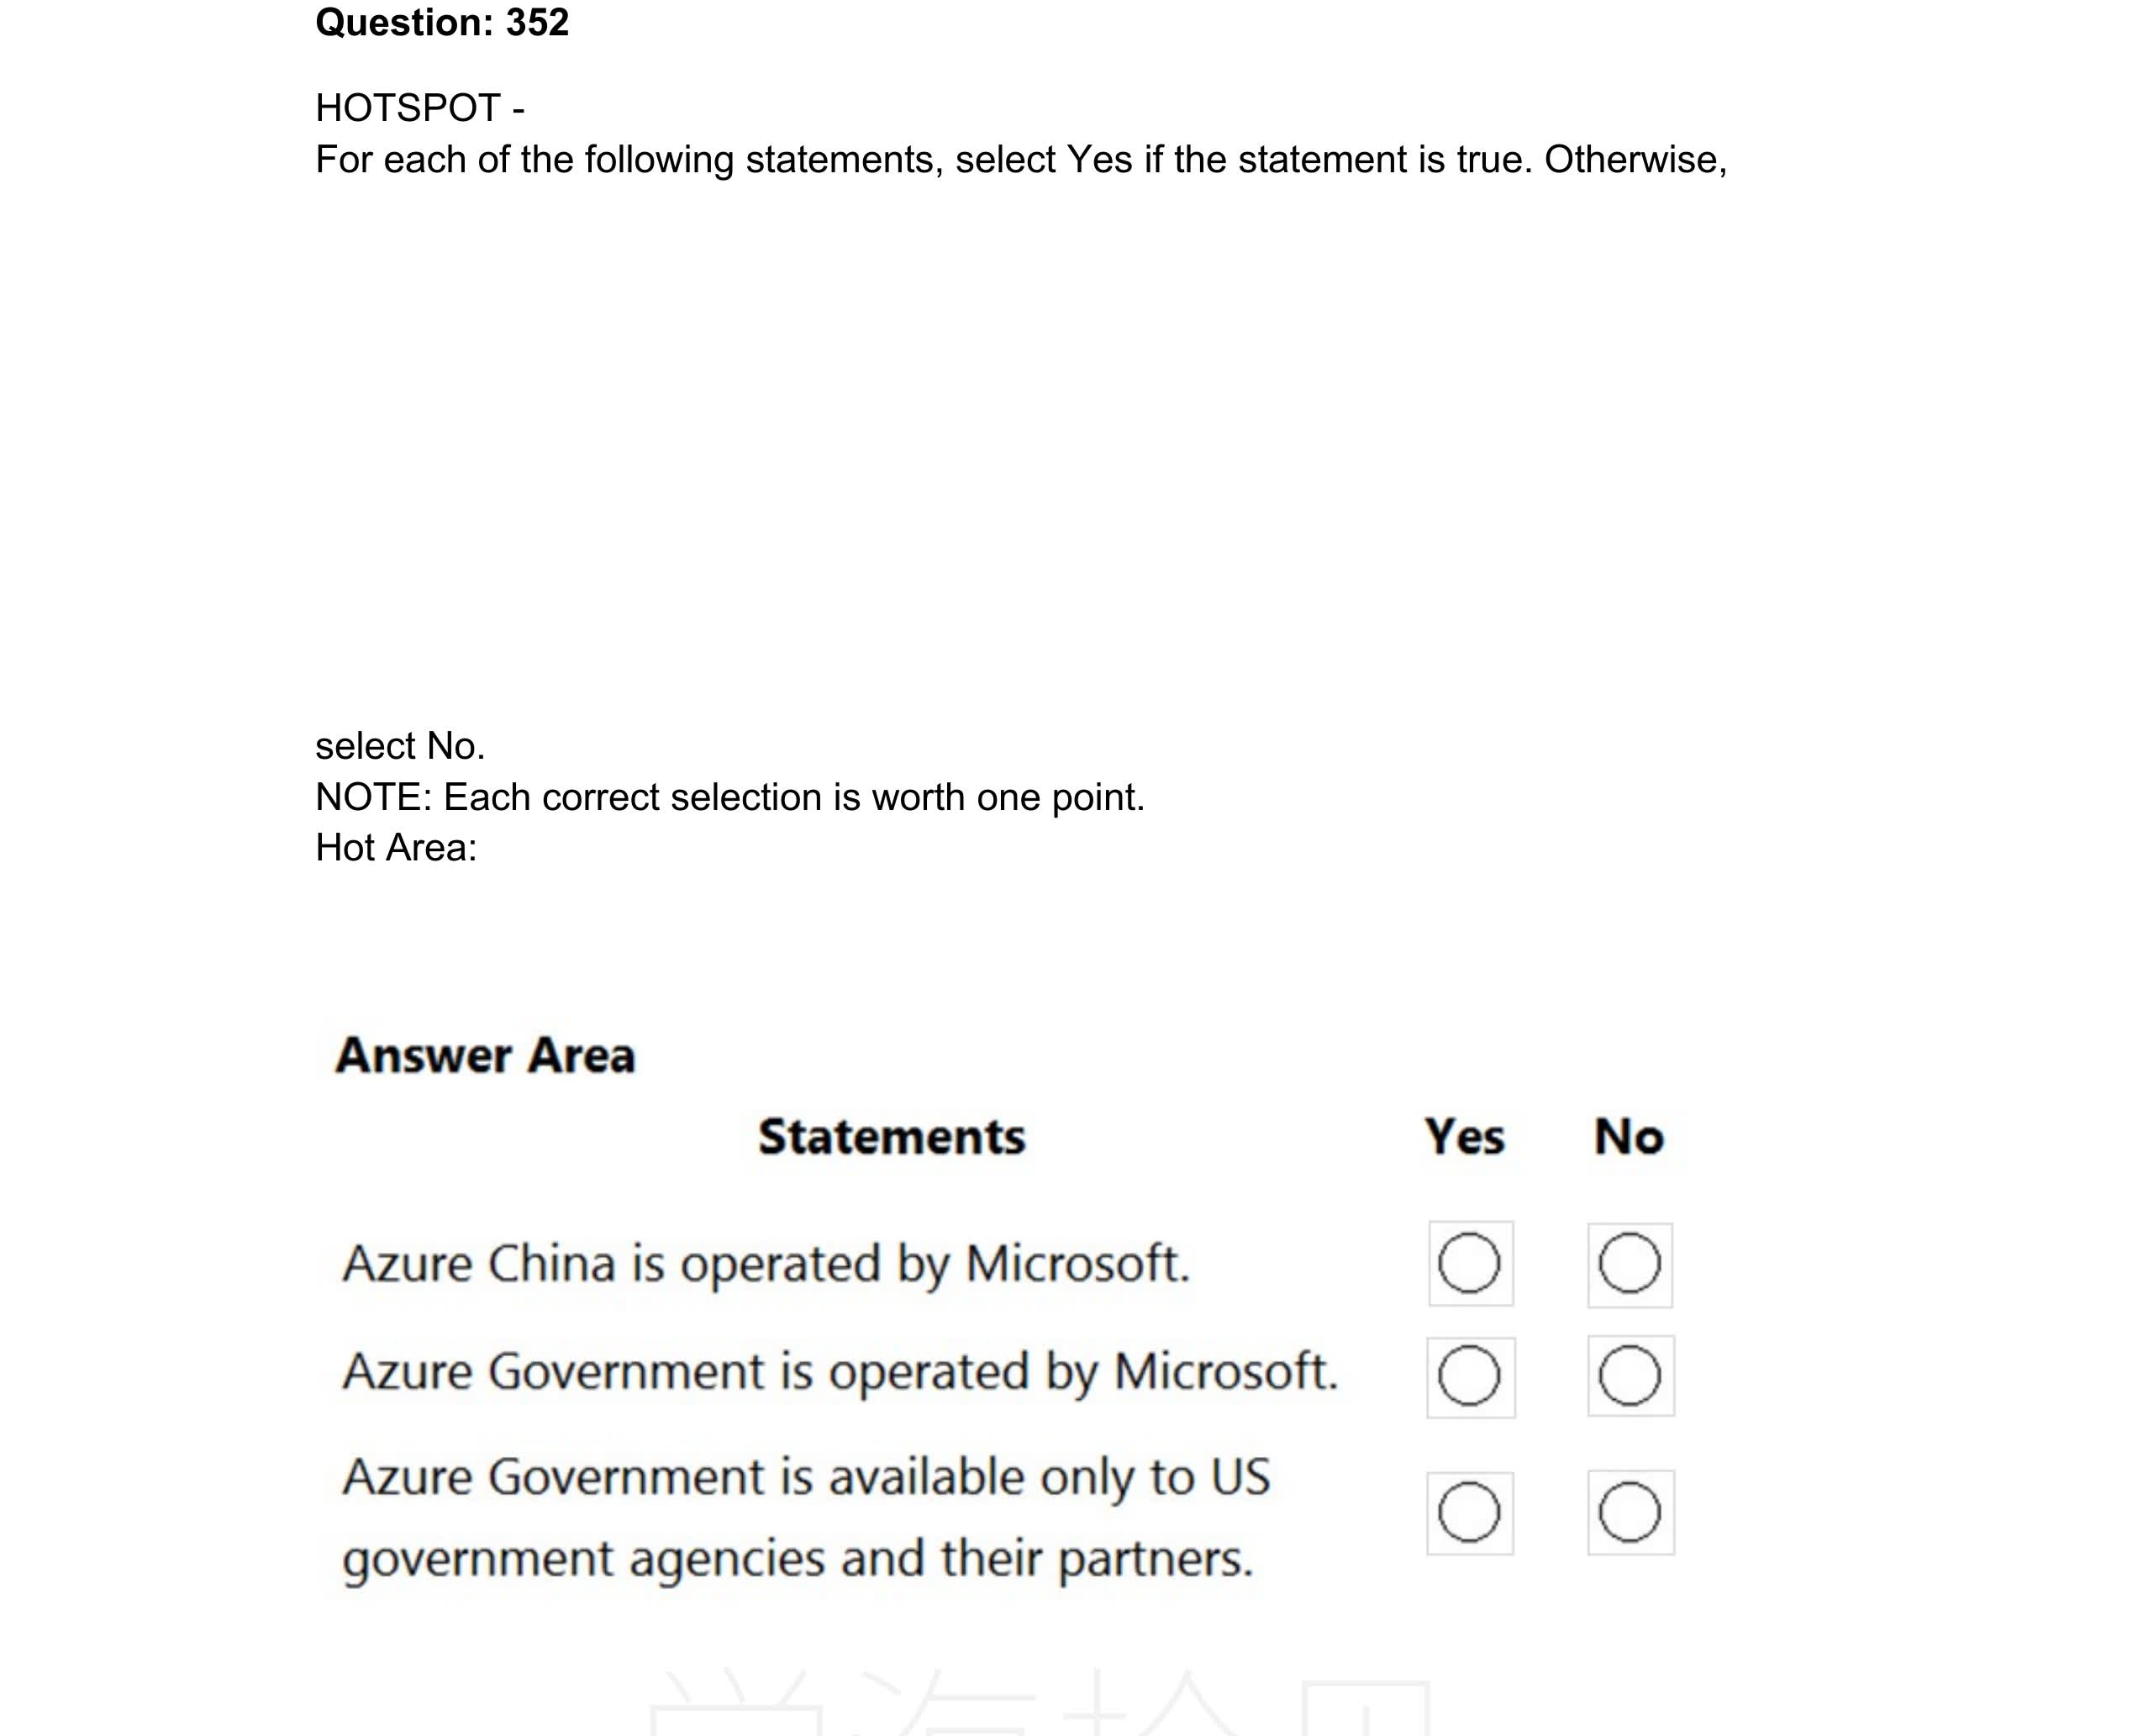 Question: 352
HOTSPOT -
For each of the following statements, select Yes if the statement is true. Otherwise,
select No.
NOTE: Each correct selection is worth one point.
Hot Area:
Answer Area
Statements Yes No
Azure China is operated by Microsoft.
Azure Government is operated by Microsoft.
Azure Government is available only to US
government agencies and their partners.